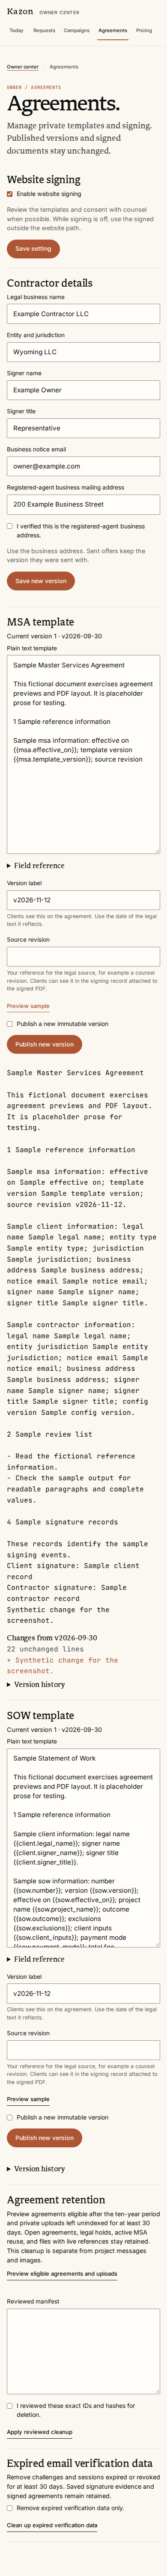 Kazon OWNER CENTER
Today Requests Campaigns Agreements Pricing
Owner center Agreements
OWNER / AGREEMENTS
Agreements.
Manage private templates and signing.
Published versions and signed
documents stay unchanged.
Website signing
Enable website signing
Review the templates and consent with counsel
when possible. While signing is off, use the signed
outside the website path.
Save setting
Contractor details
Legal business name
Example Contractor LLC
Entity and jurisdiction
Wyoming LLC
Signer name
Example Owner
Signer title
Representative
Business notice email
owner@example.com
Registered-agent business mailing address
200 Example Business Street
I verified this is the registered-agent business
address.
Use the business address. Sent offers keep the
version they were sent with.
Save new version
MSA template
Current version 1 · v2026-09-30
Plain text template
Sample Master Services Agreement
This fictional document exercises agreement
previews and PDF layout. It is placeholder
prose for testing.
1 Sample reference information
Sample msa information: effective on
{{msa.effective_on}}; template version
{{msa.template_version}}; source revision
Field reference
Version label
v2026-11-12
Clients see this on the agreement. Use the date of the legal
text it reflects.
Source revision
Your reference for the legal source, for example a counsel
revision. Clients can see it in the signing record attached to
the signed PDF.
Preview sample
Publish a new immutable version
Publish new version
Sample Master Services Agreement
This fictional document exercises
agreement previews and PDF layout.
It is placeholder prose for
testing.
1 Sample reference information
Sample msa information: effective
on Sample effective on; template
version Sample template version;
source revision v2026-11-12.
Sample client information: legal
name Sample legal name; entity type
Sample entity type; jurisdiction
Sample jurisdiction; business
address Sample business address;
notice email Sample notice email;
signer name Sample signer name;
signer title Sample signer title.
Sample contractor information:
legal name Sample legal name;
entity jurisdiction Sample entity
jurisdiction; notice email Sample
notice email; business address
Sample business address; signer
name Sample signer name; signer
title Sample signer title; config
version Sample config version.
2 Sample review list
- Read the fictional reference
information.
- Check the sample output for
readable paragraphs and complete
values.
4 Sample signature records
These records identify the sample
signing events.
Client signature: Sample client
record
Contractor signature: Sample
contractor record
Synthetic change for the
screenshot.
Changes from v2026-09-30
22 unchanged lines
+ Synthetic change for the
screenshot.
Version history
SOW template
Current version 1 · v2026-09-30
Plain text template
Sample Statement of Work
This fictional document exercises agreement
previews and PDF layout. It is placeholder
prose for testing.
1 Sample reference information
Sample client information: legal name
{{client.legal_name}}; signer name
{{client.signer_name}}; signer title
{{client.signer_title}}.
Sample sow information: number
{{sow.number}}; version {{sow.version}};
effective on {{sow.effective_on}}; project
name {{sow.project_name}}; outcome
{{sow.outcome}}; exclusions
{{sow.exclusions}}; client inputs
{{sow.client_inputs}}; payment mode
{{sow.payment_mode}}; total fee
Field reference
Version label
v2026-11-12
Clients see this on the agreement. Use the date of the legal
text it reflects.
Source revision
Your reference for the legal source, for example a counsel
revision. Clients can see it in the signing record attached to
the signed PDF.
Preview sample
Publish a new immutable version
Publish new version
Version history
Agreement retention
Preview agreements eligible after the ten-year period
and private uploads left unindexed for at least 30
days. Open agreements, legal holds, active MSA
reuse, and files with live references stay retained.
This cleanup is separate from project messages
and images.
Preview eligible agreements and uploads
Reviewed manifest
I reviewed these exact IDs and hashes for
deletion.
Apply reviewed cleanup
Expired email verification data
Remove challenges and sessions expired or revoked
for at least 30 days. Saved signature evidence and
signed agreements remain retained.
Remove expired verification data only.
Clean up expired verification data